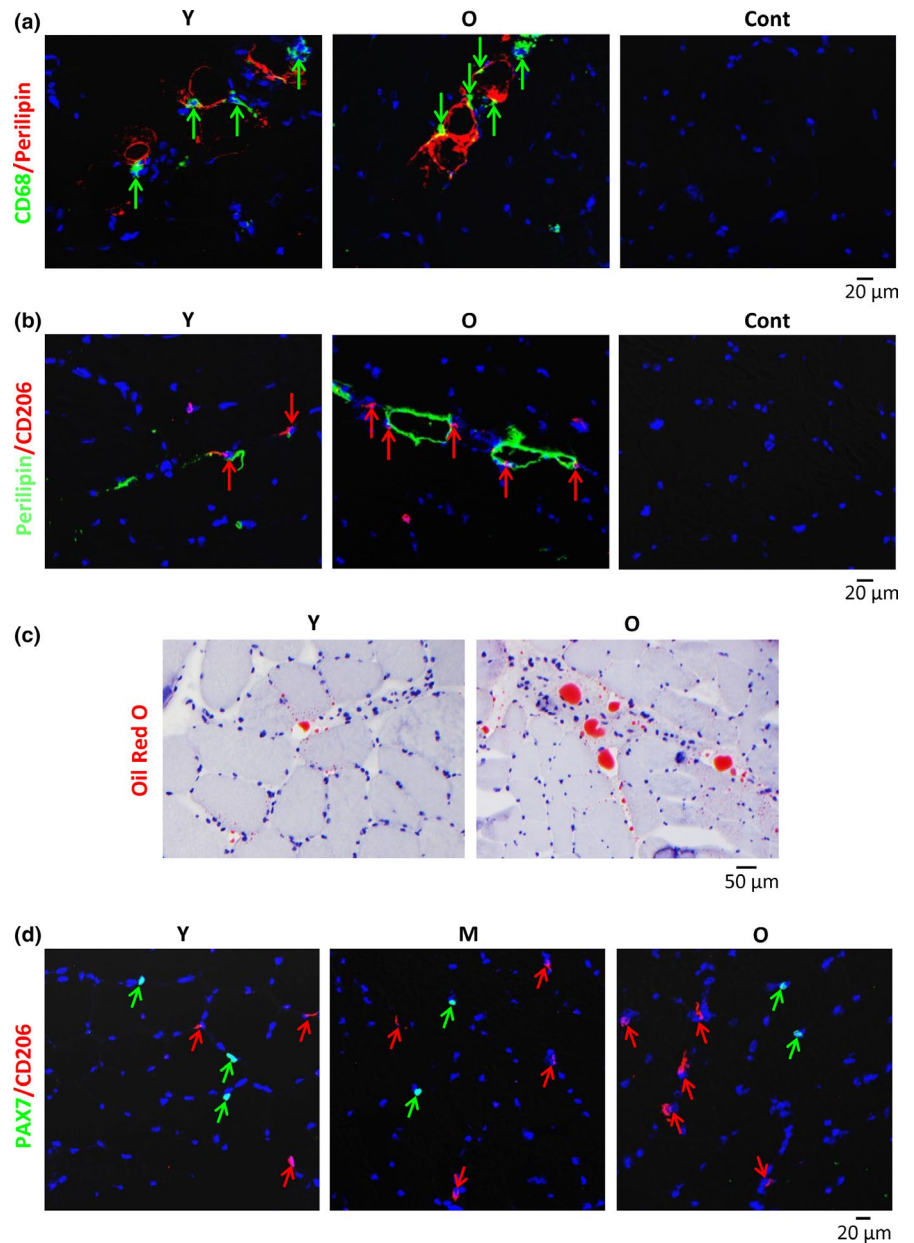 (a)
Y O Cont
CD68/Perilipin
20 µm
(b)
Y O Cont
Perilipin/CD206
20 µm
(c)
Y O
Oil Red O
50 µm
(d)
Y M O
PAX7/CD206
20 µm